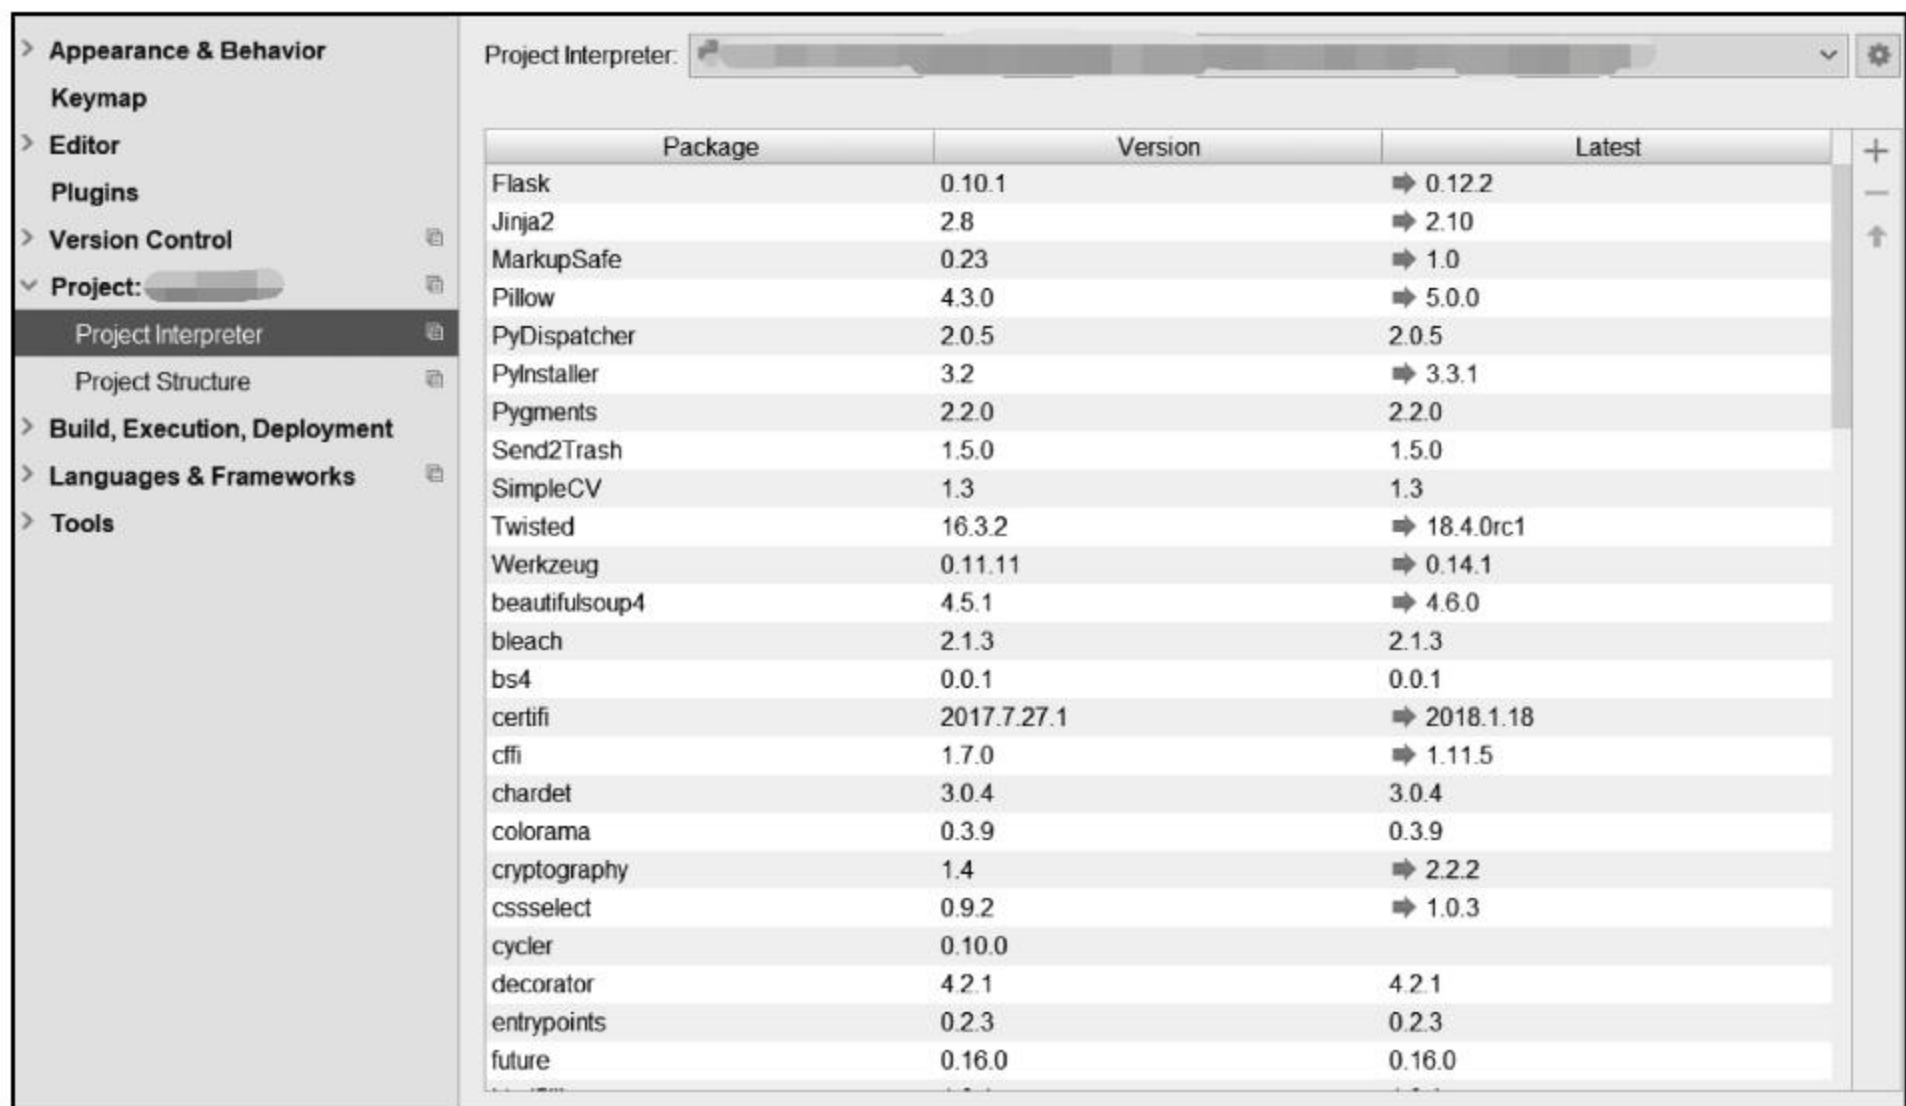 Appearance & Behavior
Keymap
Editor
Plugins
Version Control
Project:
Project Interpreter
Project Structure
Build, Execution, Deployment
Languages & Frameworks
Tools
Project Interpreter:
Package Version Latest
Flask 0.10.1 0.12.2
Jinja2 2.8 2.10
MarkupSafe 0.23 1.0
Pillow 4.3.0 5.0.0
PyDispatcher 2.0.5 2.0.5
PyInstaller 3.2 3.3.1
Pygments 2.2.0 2.2.0
Send2Trash 1.5.0 1.5.0
SimpleCV 1.3 1.3
Twisted 16.3.2 18.4.0rc1
Werkzeug 0.11.11 0.14.1
beautifulsoup4 4.5.1 4.6.0
bleach 2.1.3 2.1.3
bs4 0.0.1 0.0.1
certifi 2017.7.27.1 2018.1.18
cffi 1.7.0 1.11.5
chardet 3.0.4 3.0.4
colorama 0.3.9 0.3.9
cryptography 1.4 2.2.2
cssselect 0.9.2 1.0.3
cycler 0.10.0
decorator 4.2.1 4.2.1
entrypoints 0.2.3 0.2.3
future 0.16.0 0.16.0